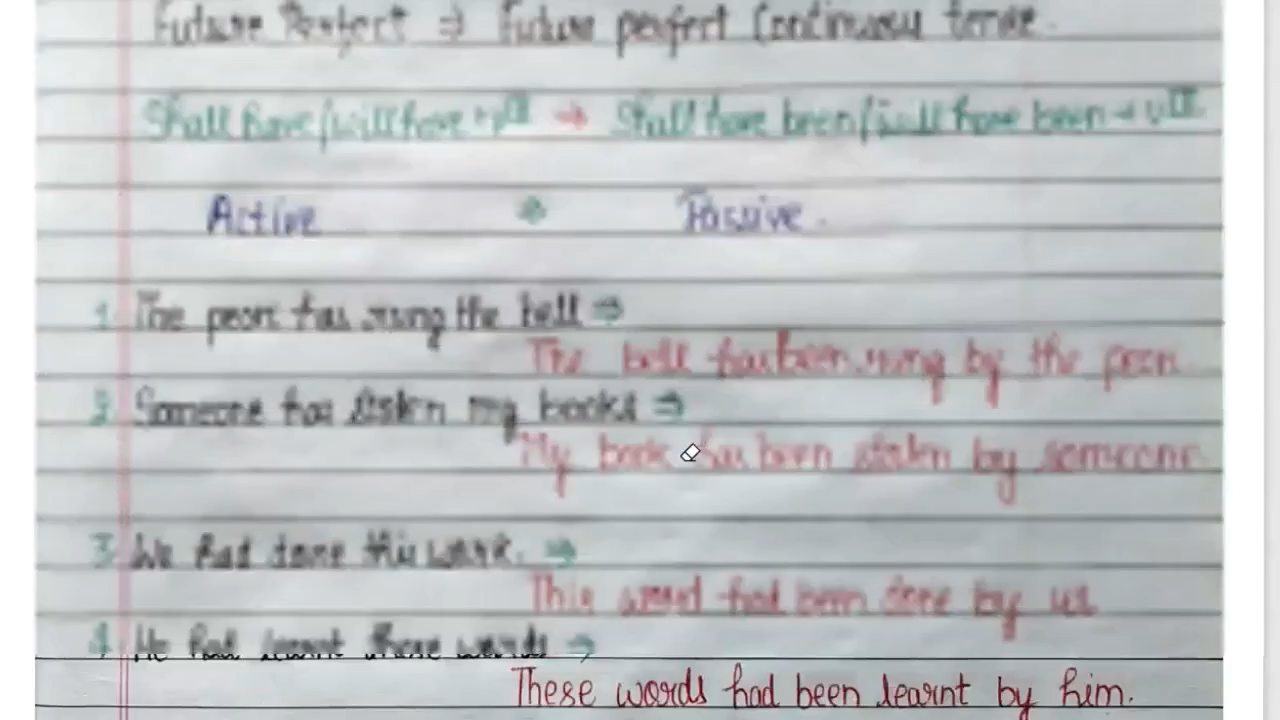 Future Perfect ⇒ Future perfect Continuous tense.
Shall have/will have + vIII → Shall have been/will have been + vIII
Active → Passive.
1. The peon has rung the bell ⇒
The bell has been rung by the peon
2. Someone has stolen my books ⇒
My book has been stolen by someone.
3. We had done this work. ⇒
This word had been done by us
4. He had learnt these words →
These words had been learnt by him.